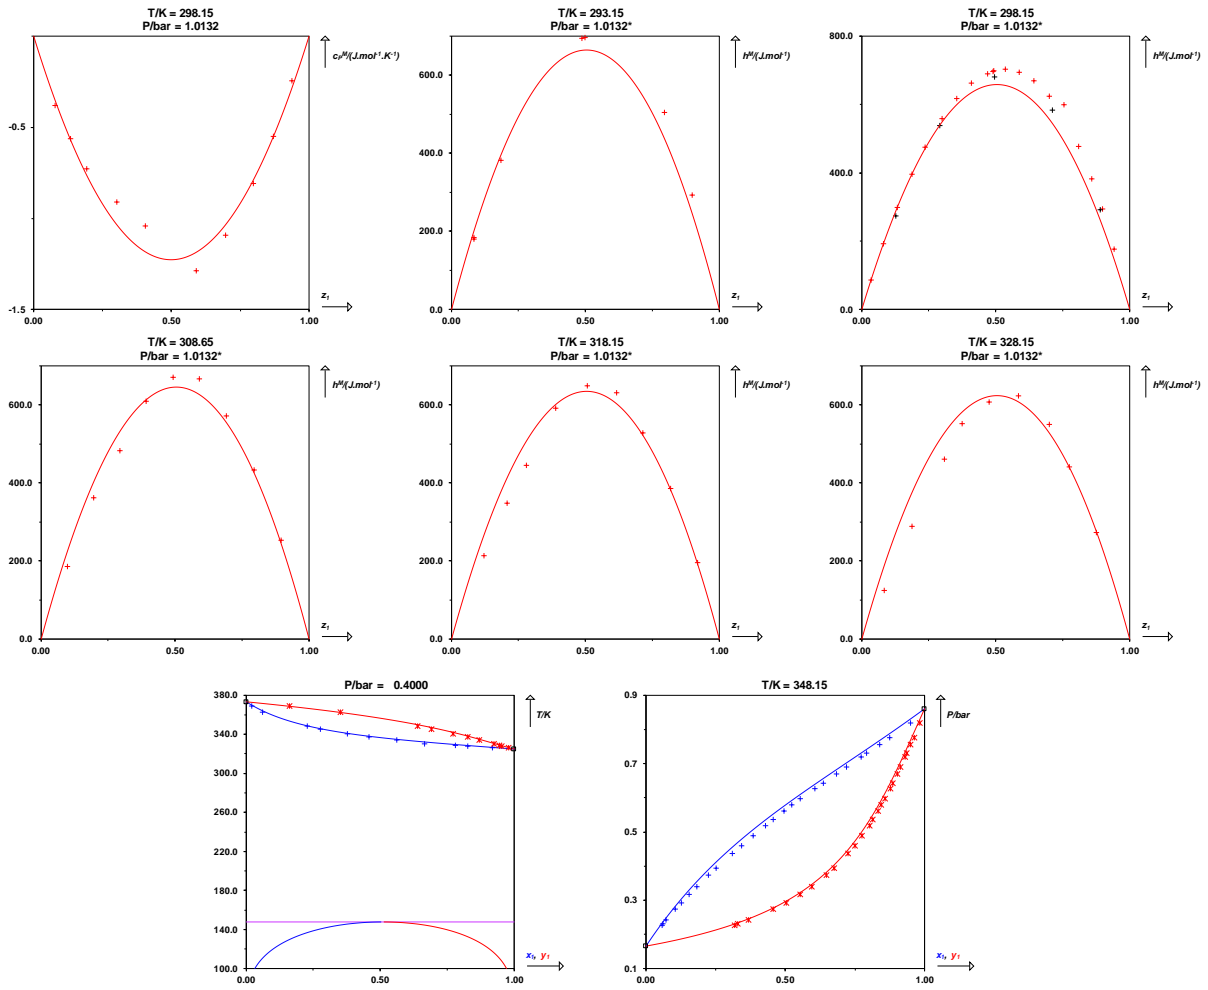 T/K = 298.15
P/bar = 1.0132
cₚᴹ/(J.mol⁻¹.K⁻¹)
-0.5
-1.5
0.00 0.50 1.00
z₁
T/K = 293.15
P/bar = 1.0132*
hᴹ/(J.mol⁻¹)
600.0
400.0
200.0
0.0
0.00 0.50 1.00
z₁
T/K = 298.15
P/bar = 1.0132*
hᴹ/(J.mol⁻¹)
800.0
400.0
0.0
0.00 0.50 1.00
z₁
T/K = 308.65
P/bar = 1.0132*
hᴹ/(J.mol⁻¹)
600.0
400.0
200.0
0.0
0.00 0.50 1.00
z₁
T/K = 318.15
P/bar = 1.0132*
hᴹ/(J.mol⁻¹)
600.0
400.0
200.0
0.0
0.00 0.50 1.00
z₁
T/K = 328.15
P/bar = 1.0132*
hᴹ/(J.mol⁻¹)
600.0
400.0
200.0
0.0
0.00 0.50 1.00
z₁
P/bar = 0.4000
T/K
380.0
340.0
300.0
260.0
220.0
180.0
140.0
100.0
0.00 0.50 1.00
x₁, y₁
T/K = 348.15
P/bar
0.9
0.7
0.5
0.3
0.1
0.00 0.50 1.00
x₁, y₁